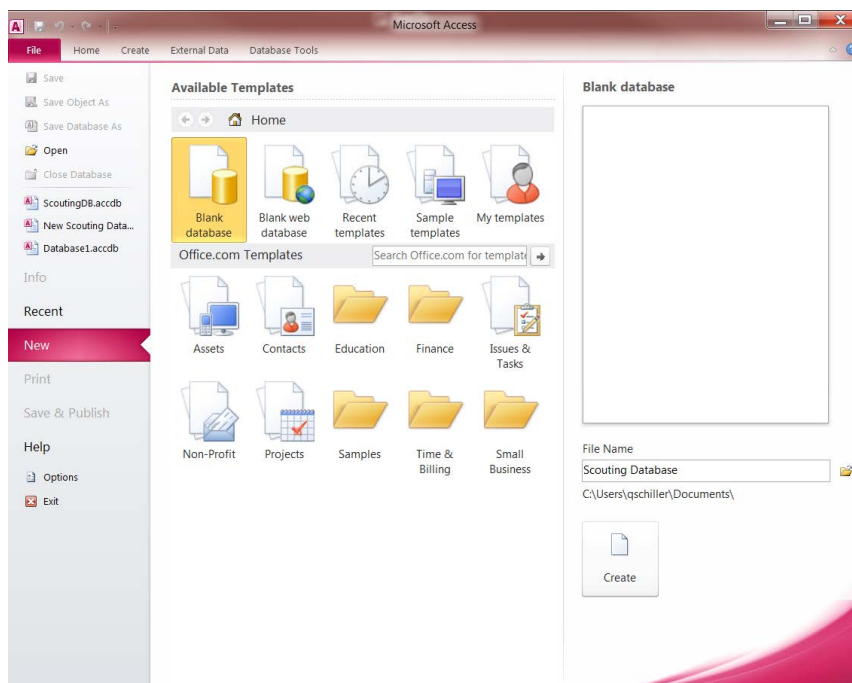 A
Microsoft Access
File Home Create External Data Database Tools
Save
Save Object As
Save Database As
Open
Close Database
ScoutingDB.accdb
New Scouting Data...
Database1.accdb
Info
Recent
New
Print
Save & Publish
Help
Options
Exit
Available Templates
Home
Blank
database
Blank web
database
Recent
templates
Sample
templates
My templates
Office.com Templates
Search Office.com for templat
Assets
Contacts
Education
Finance
Issues &
Tasks
Non-Profit
Projects
Samples
Time &
Billing
Small
Business
Blank database
File Name
Scouting Database
C:\Users\qschiller\Documents\
Create